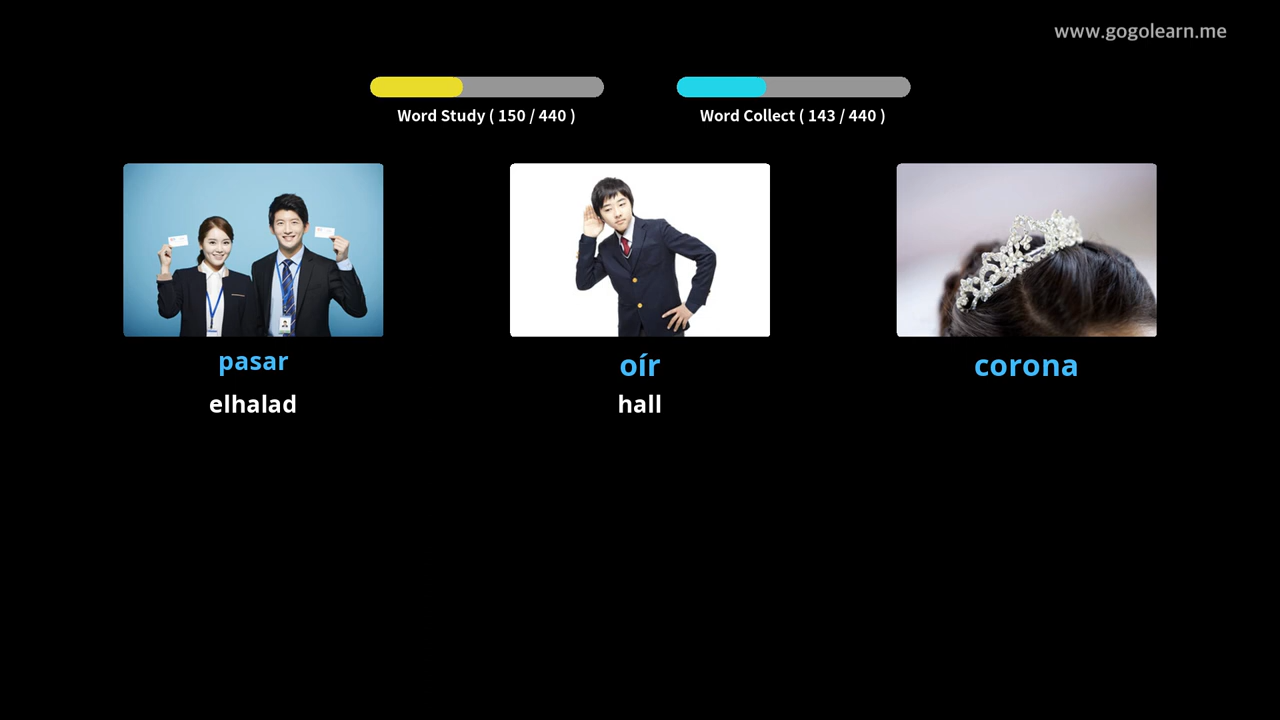 www.gogolearn.me
Word Study ( 150 / 440 )
Word Collect ( 143 / 440 )
pasar
elhalad
oír
hall
corona